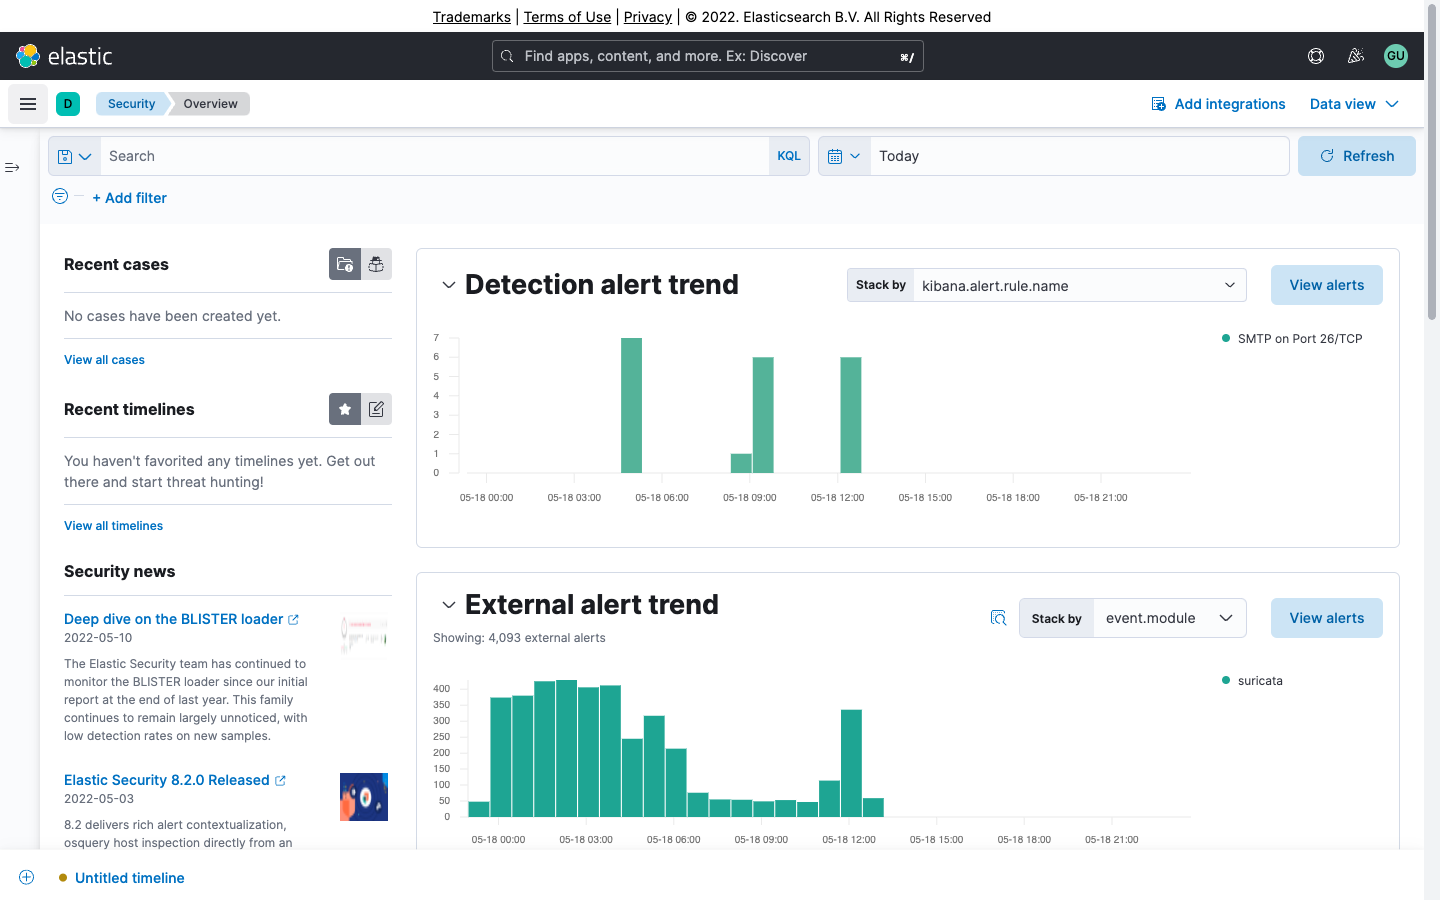 Trademarks | Terms of Use | Privacy | © 2022. Elasticsearch B.V. All Rights Reserved
elastic
Find apps, content, and more. Ex: Discover
⌘/
GU
D
Security
Overview
Add integrations
Data view
Search
KQL
Today
Refresh
+ Add filter
Recent cases
No cases have been created yet.
View all cases
Recent timelines
You haven't favorited any timelines yet. Get out
there and start threat hunting!
View all timelines
Security news
Deep dive on the BLISTER loader
2022-05-10
The Elastic Security team has continued to
monitor the BLISTER loader since our initial
report at the end of last year. This family
continues to remain largely unnoticed, with
low detection rates on new samples.
Elastic Security 8.2.0 Released
2022-05-03
8.2 delivers rich alert contextualization,
osquery host inspection directly from an
Detection alert trend
Stack by
kibana.alert.rule.name
View alerts
7
6
5
4
3
2
1
0
05-18 00:00
05-18 03:00
05-18 06:00
05-18 09:00
05-18 12:00
05-18 15:00
05-18 18:00
05-18 21:00
SMTP on Port 26/TCP
External alert trend
Showing: 4,093 external alerts
Stack by
event.module
View alerts
400
350
300
250
200
150
100
50
0
05-18 00:00
05-18 03:00
05-18 06:00
05-18 09:00
05-18 12:00
05-18 15:00
05-18 18:00
05-18 21:00
suricata
Untitled timeline